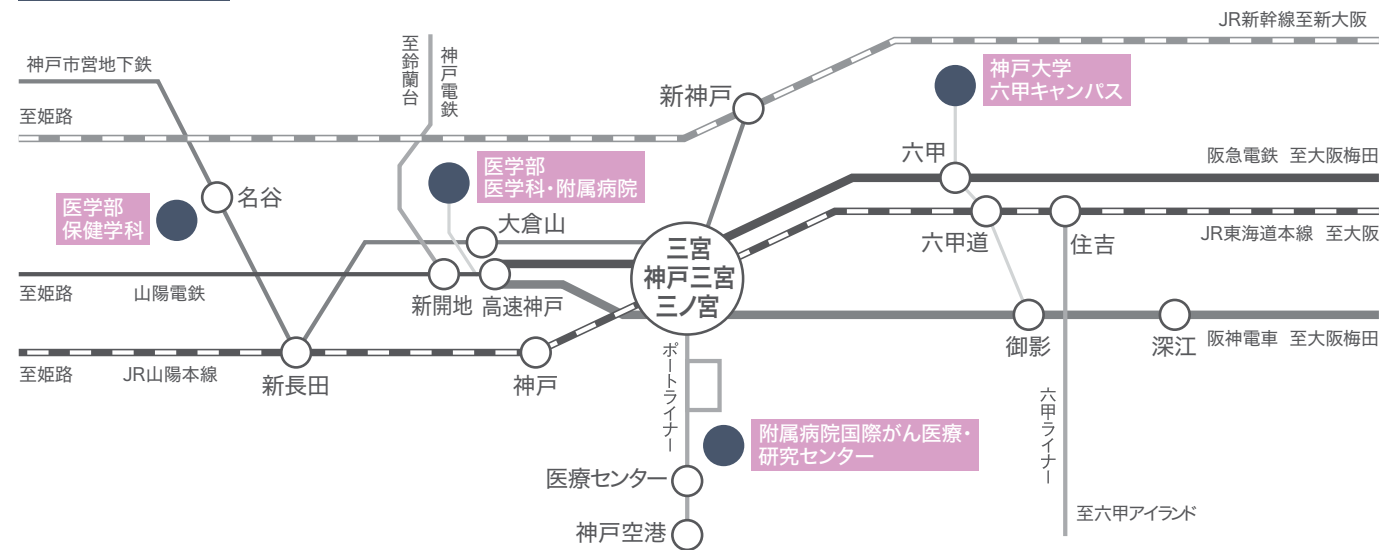 JR新幹線至新大阪
神戸市営地下鉄
至鈴蘭台
神戸電鉄
神戸大学
六甲キャンパス
新神戸
至姫路
六甲
阪急電鉄 至大阪梅田
医学部
医学科・附属病院
医学部
保健学科
名谷
大倉山
三宮
神戸三宮
三ノ宮
六甲道
住吉
JR東海道本線 至大阪
至姫路
山陽電鉄
新開地
高速神戸
御影
深江
阪神電車 至大阪梅田
至姫路
JR山陽本線
新長田
神戸
ポートライナー
六甲ライナー
附属病院国際がん医療・
研究センター
医療センター
神戸空港
至六甲アイランド